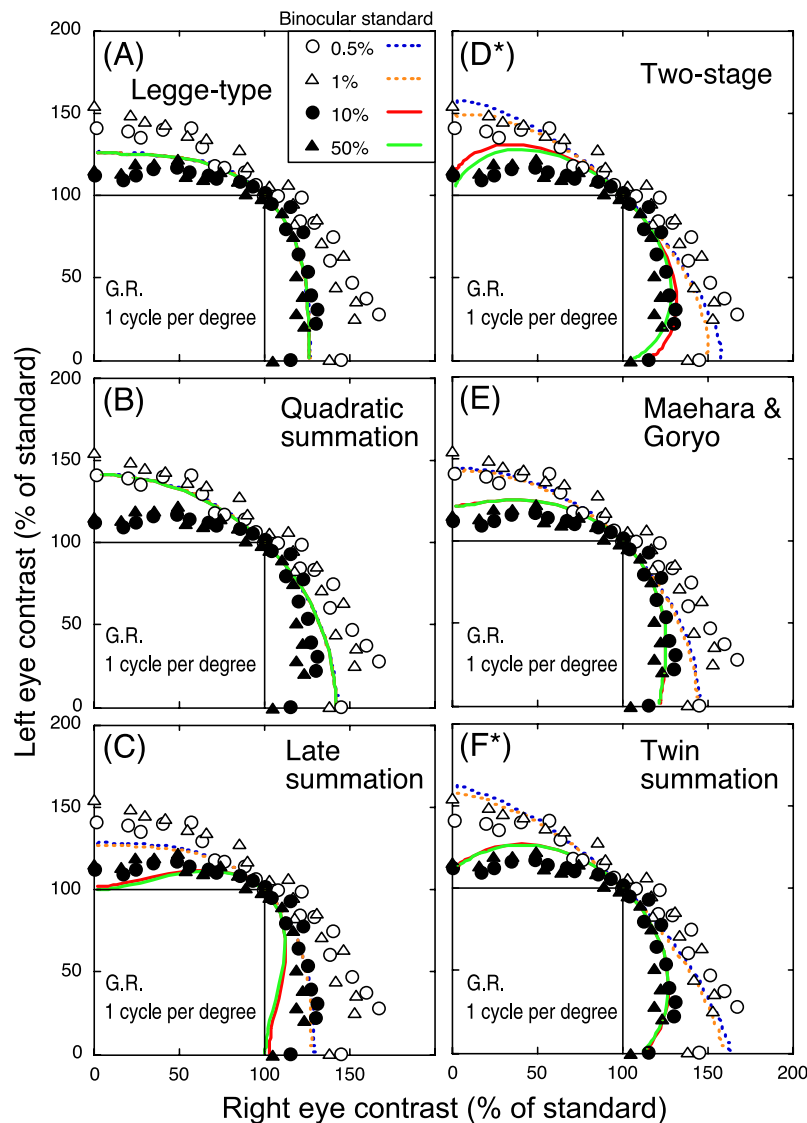 Binocular standard
0.5%
1%
10%
50%
(A)
Legge-type
G.R.
1 cycle per degree
200
150
100
50
0
(D*)
Two-stage
G.R.
1 cycle per degree
(B)
Quadratic
summation
G.R.
1 cycle per degree
200
150
100
50
0
(E)
Maehara &
Goryo
G.R.
1 cycle per degree
(C)
Late
summation
G.R.
1 cycle per degree
200
150
100
50
0
0 50 100 150
(F*)
Twin
summation
G.R.
1 cycle per degree
0 50 100 150 200
Left eye contrast (% of standard)
Right eye contrast (% of standard)